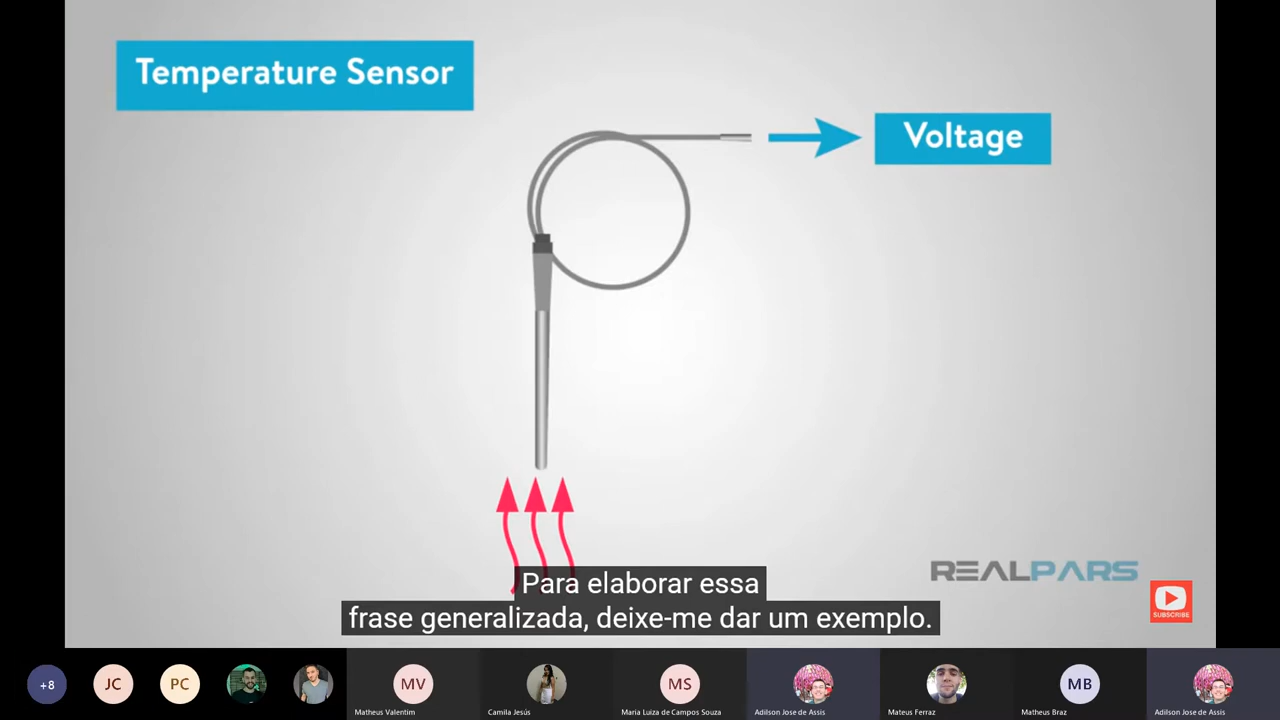 Temperature Sensor
Voltage
REALPARS
SUBSCRIBE
Para elaborar essa
frase generalizada, deixe-me dar um exemplo.
+8
JC
PC
MV
MS
MB
Matheus Valentim
Camila Jesús
Maria Luiza de Campos Souza
Adilson Jose de Assis
Mateus Ferraz
Matheus Braz
Adilson Jose de Assis